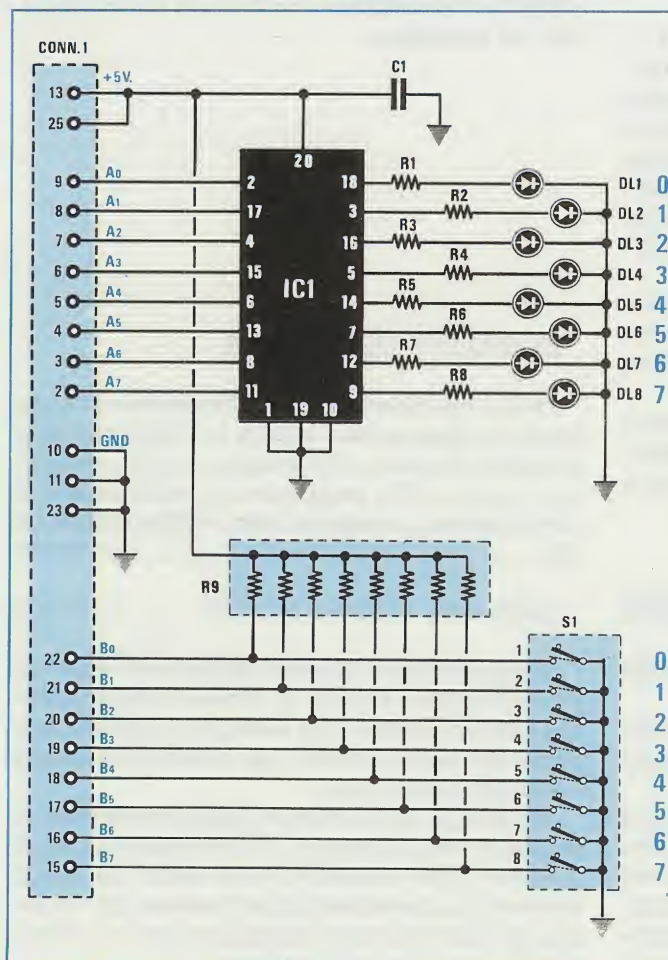 CONN.1
13 +5V. C1
25
20
9 A0 2 18 R1 DL1 0
8 A1 17 3 R2 DL2 1
7 A2 4 16 R3 DL3 2
6 A3 15 5 R4 DL4 3
5 A4 6 IC1 14 R5 DL5 4
4 A5 13 7 R6 DL6 5
3 A6 8 12 R7 DL7 6
2 A7 11 9 R8 DL8 7
1 19 10
10 GND
11
23
R9
S1
22 B0 1 0
21 B1 2 1
20 B2 3 2
19 B3 4 3
18 B4 5 4
17 B5 6 5
16 B6 7 6
15 B7 8 7